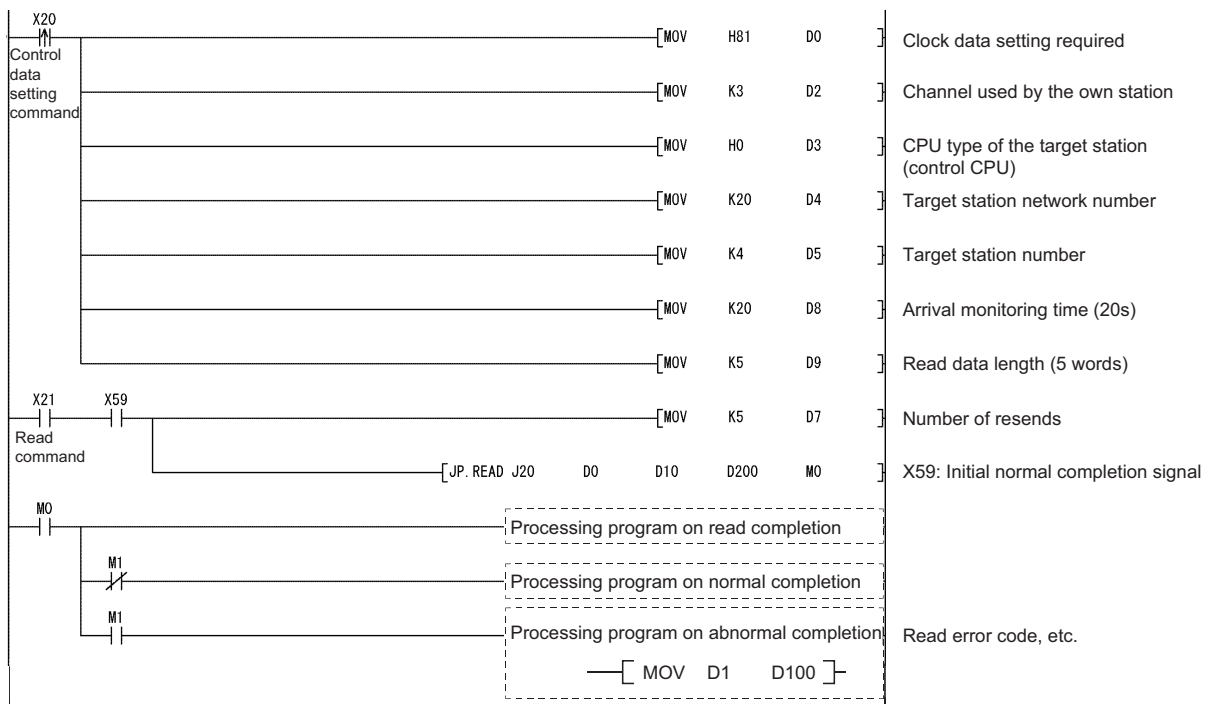 X20
[MOV H81 D0 ] Clock data setting required
Control
data
setting
command
[MOV K3 D2 ] Channel used by the own station
[MOV H0 D3 ] CPU type of the target station
(control CPU)
[MOV K20 D4 ] Target station network number
[MOV K4 D5 ] Target station number
[MOV K20 D8 ] Arrival monitoring time (20s)
[MOV K5 D9 ] Read data length (5 words)
X21 X59
[MOV K5 D7 ] Number of resends
Read
command
[JP.READ J20 D0 D10 D200 M0 ] X59: Initial normal completion signal
M0
Processing program on read completion
M1
Processing program on normal completion
M1
Processing program on abnormal completion Read error code, etc.
[ MOV D1 D100 ]